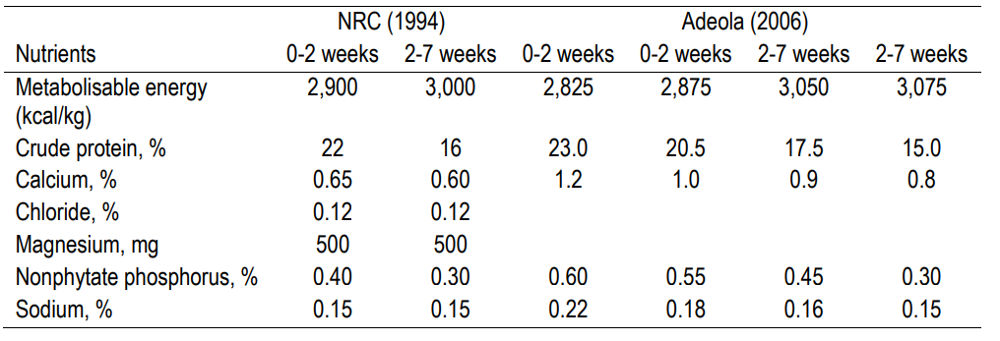 NRC (1994) Adeola (2006)
Nutrients 0-2 weeks 2-7 weeks 0-2 weeks 0-2 weeks 2-7 weeks 2-7 weeks
Metabolisable energy 2,900 3,000 2,825 2,875 3,050 3,075
(kcal/kg)
Crude protein, % 22 16 23.0 20.5 17.5 15.0
Calcium, % 0.65 0.60 1.2 1.0 0.9 0.8
Chloride, % 0.12 0.12
Magnesium, mg 500 500
Nonphytate phosphorus, % 0.40 0.30 0.60 0.55 0.45 0.30
Sodium, % 0.15 0.15 0.22 0.18 0.16 0.15